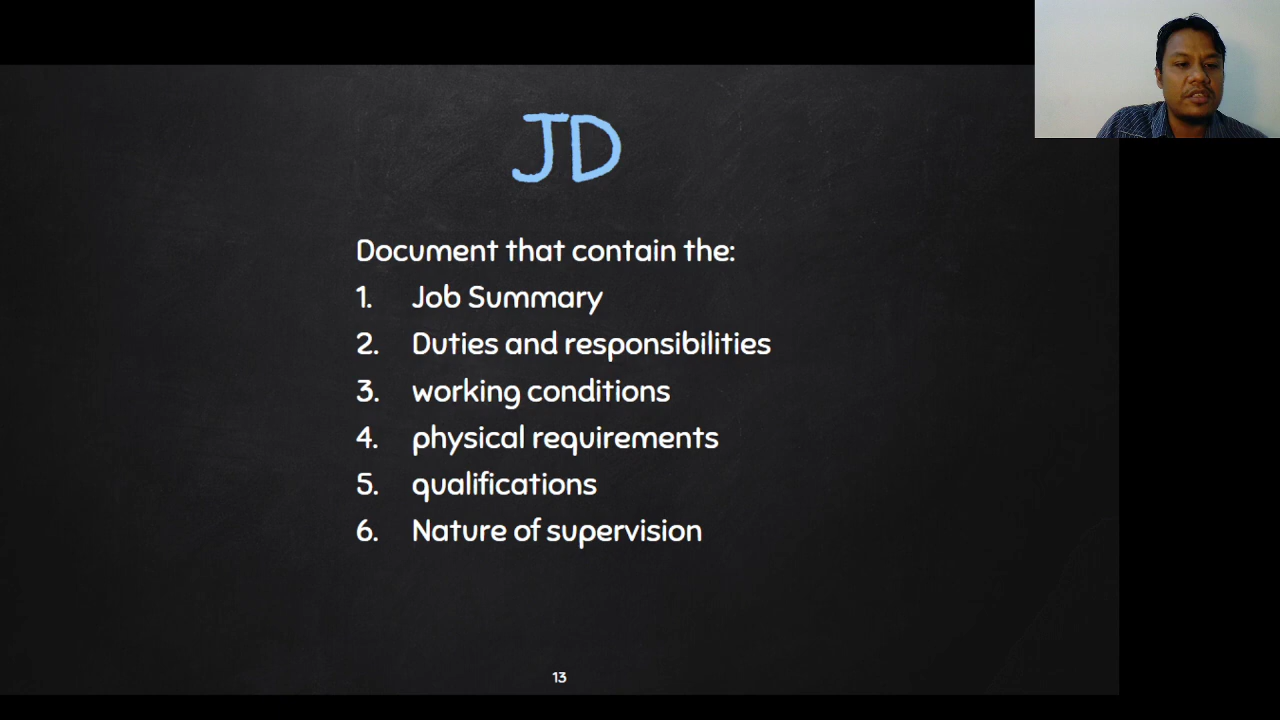 JD
Document that contain the:
1. Job Summary
2. Duties and responsibilities
3. working conditions
4. physical requirements
5. qualifications
6. Nature of supervision
13